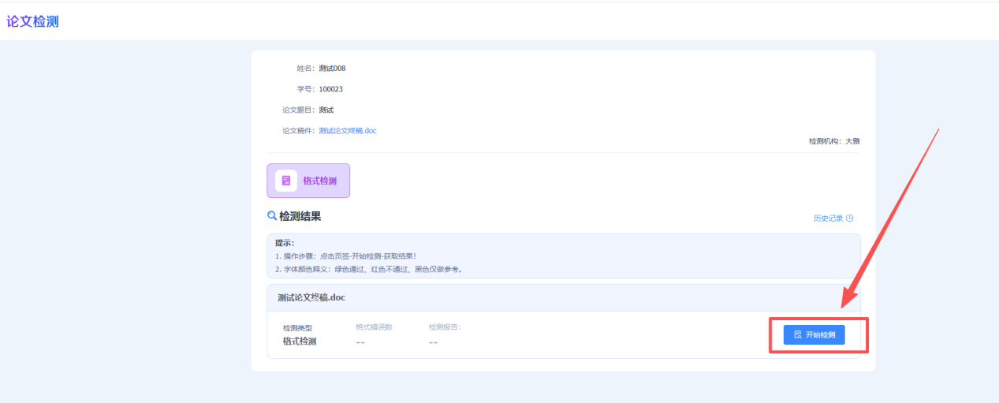 论文检测
姓名：测试008
学号：100023
论文题目：测试
论文稿件：测试论文终稿.doc
检测机构：大雅
格式检测
检测结果
历史记录
提示：
1. 操作步骤：点击页签-开始检测-获取结果！
2. 字体颜色释义：绿色通过、红色不通过、黑色仅做参考。
测试论文终稿.doc
检测类型 格式错误数 检测报告：
格式检测 -- --
开始检测